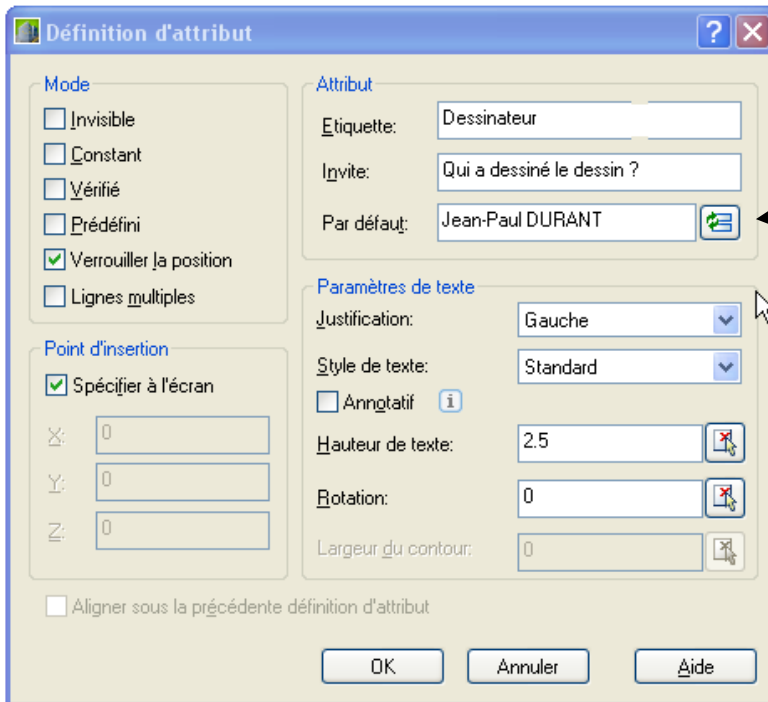 Définition d'attribut
Mode
Invisible
Constant
Vérifié
Prédéfini
Verrouiller la position
Lignes multiples
Point d'insertion
Spécifier à l'écran
X: 0
Y: 0
Z: 0
Attribut
Etiquette: Dessinateur
Invite: Qui a dessiné le dessin ?
Par défaut: Jean-Paul DURANT
Paramètres de texte
Justification: Gauche
Style de texte: Standard
Annotatif
Hauteur de texte: 2.5
Rotation: 0
Largeur du contour: 0
Aligner sous la précédente définition d'attribut
OK Annuler Aide